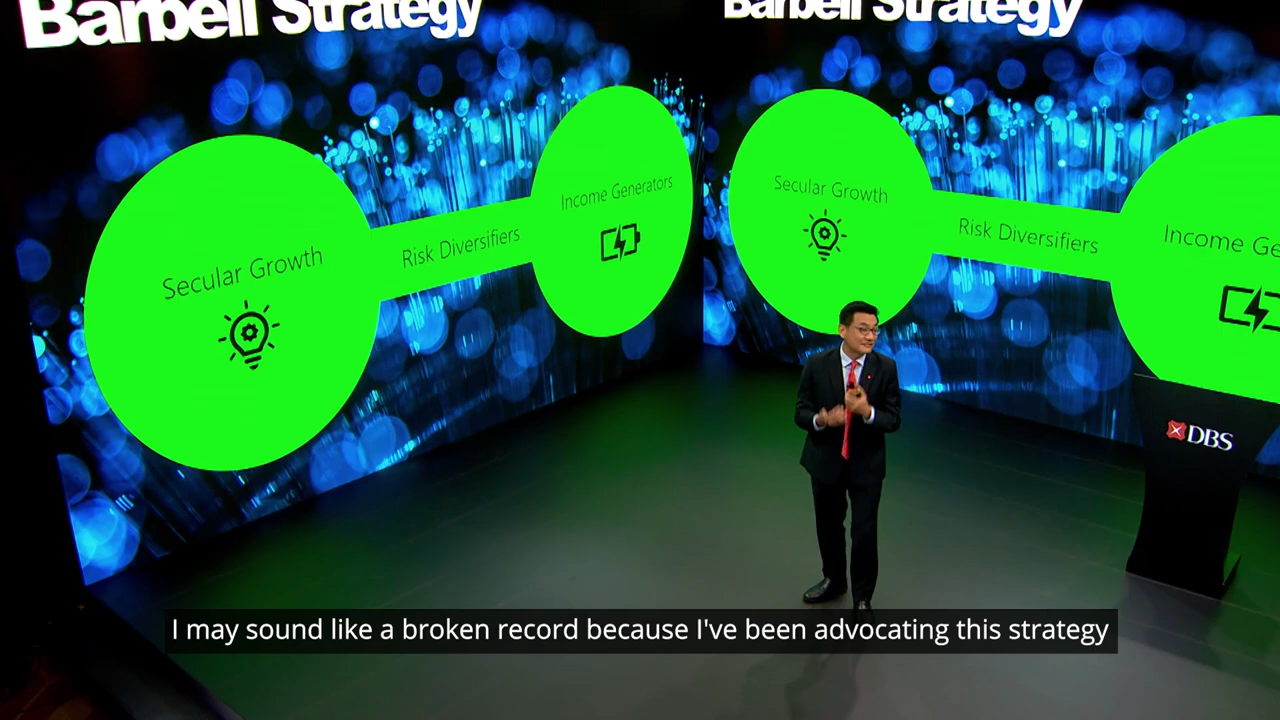 Barbell Strategy
Secular Growth
Risk Diversifiers
Income Generators
Barbell Strategy
Secular Growth
Risk Diversifiers
Income Ge
DBS
I may sound like a broken record because I've been advocating this strategy